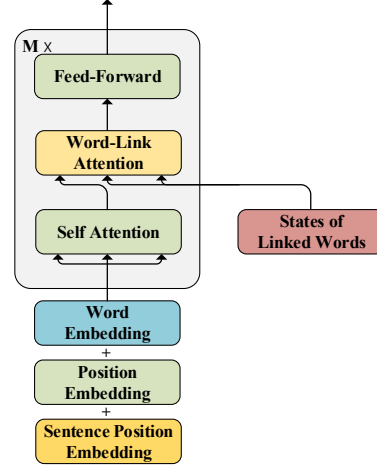 M x
Feed-Forward
Word-Link
Attention
Self Attention
States of
Linked Words
Word
Embedding
+
Position
Embedding
+
Sentence Position
Embedding